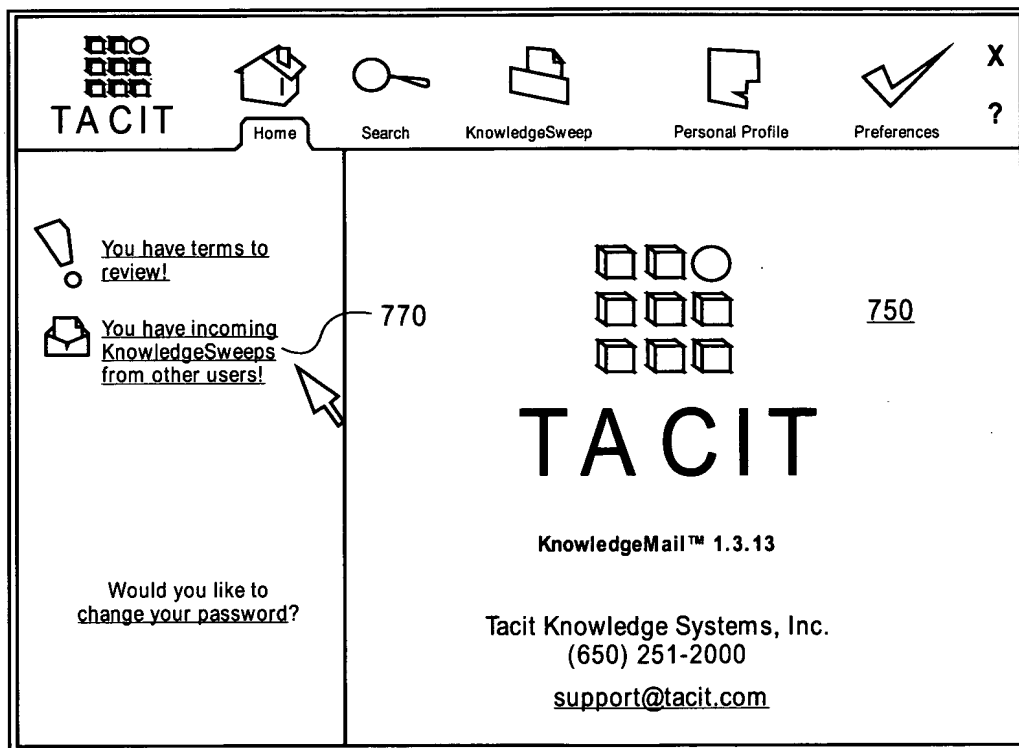 TACIT
Home
Search
KnowledgeSweep
Personal Profile
Preferences
X
?
You have terms to
review!
You have incoming
KnowledgeSweeps
from other users!
770
Would you like to
change your password?
750
TACIT
KnowledgeMail™ 1.3.13
Tacit Knowledge Systems, Inc.
(650) 251-2000
support@tacit.com